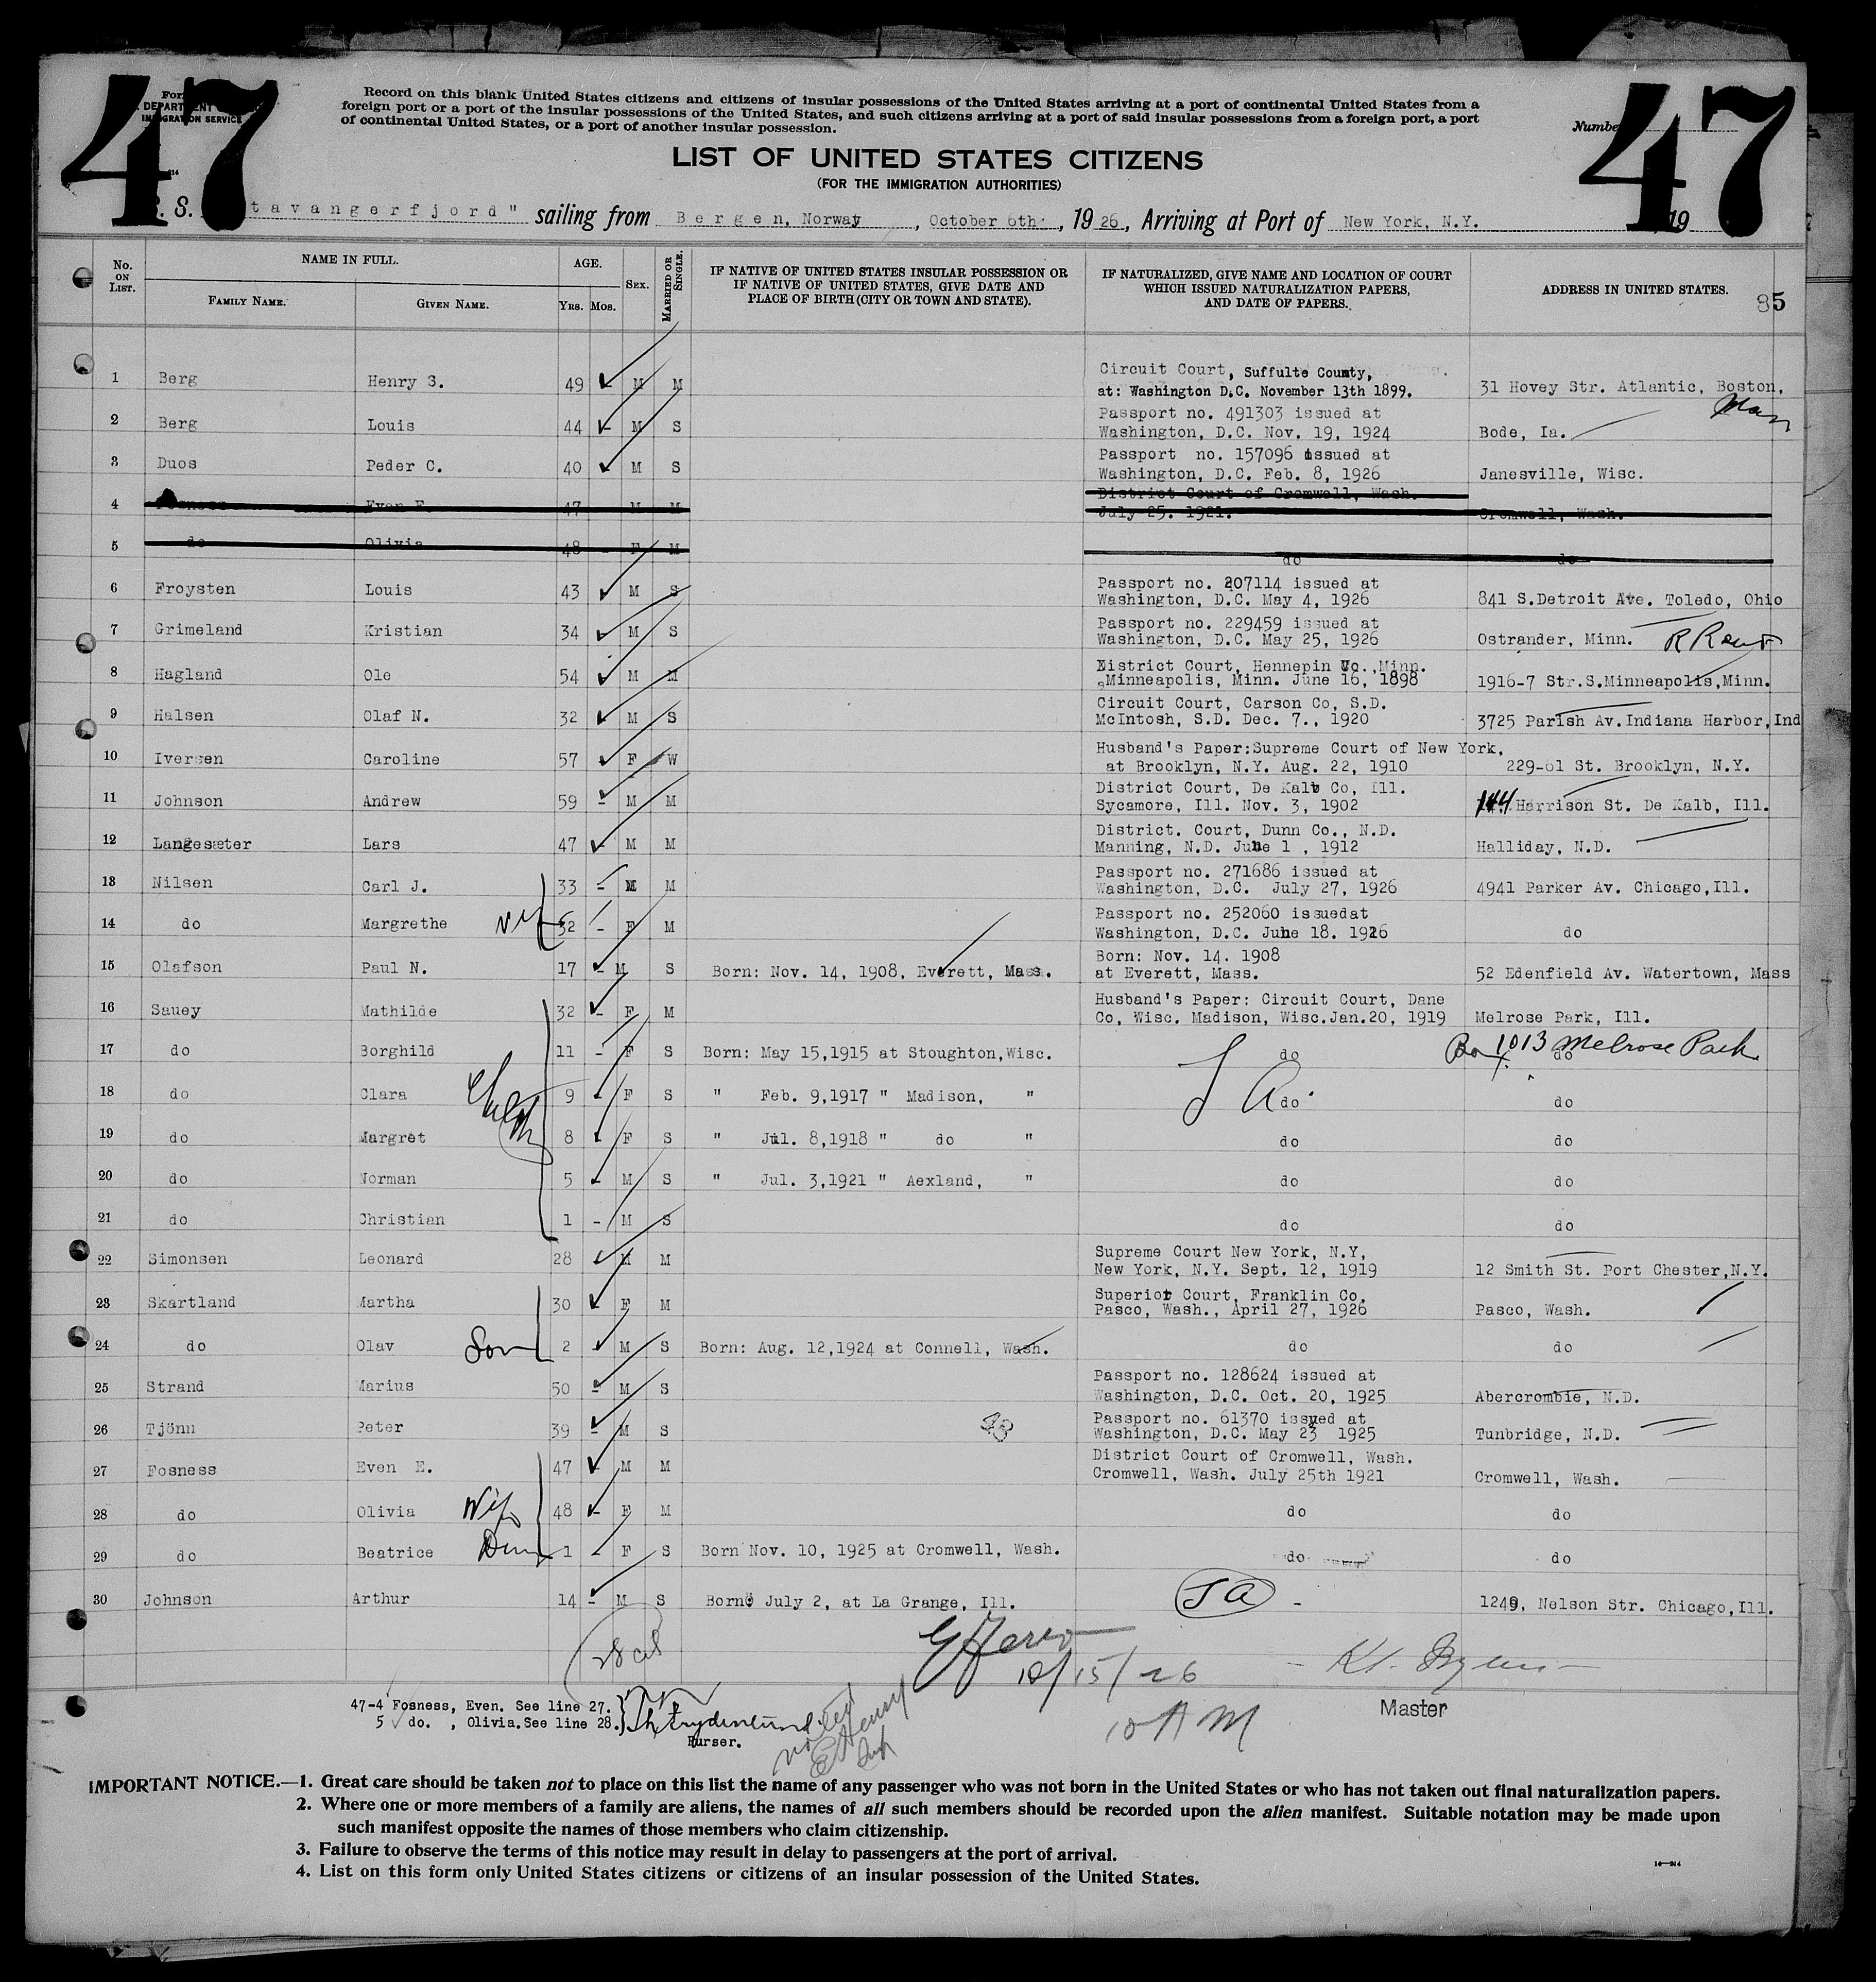 47
47
Record on this blank United States citizens and citizens of insular possessions of the United States arriving at a port of continental United States from a
foreign port or a port of the insular possessions of the United States, and such citizens arriving at a port of said insular possessions from a foreign port, a port
of continental United States, or a port of another insular possession.
LIST OF UNITED STATES CITIZENS
(FOR THE IMMIGRATION AUTHORITIES)
S. tavangerfjord" sailing from Bergen, Norway, October 6th, 1926, Arriving at Port of New York, N.Y. 19
No. ON LIST. NAME IN FULL. FAMILY NAME. GIVEN NAME. AGE. YRS. MOS. SEX. MARRIED OR SINGLE. IF NATIVE OF UNITED STATES INSULAR POSSESSION OR IF NATIVE OF UNITED STATES, GIVE DATE AND PLACE OF BIRTH (CITY OR TOWN AND STATE). IF NATURALIZED, GIVE NAME AND LOCATION OF COURT WHICH ISSUED NATURALIZATION PAPERS, AND DATE OF PAPERS. ADDRESS IN UNITED STATES. 85
1 Berg Henry S. 49 - M M Circuit Court, Suffulte County, at: Washington D.C. November 13th 1899. 31 Hovey Str. Atlantic, Boston, Mass
2 Berg Louis 44 - M S Passport no. 491303 issued at Washington, D.C. Nov. 19, 1924 Bode, Ia.
3 Duos Peder C. 40 - M S Passport no. 157096 issued at Washington, D.C. Feb. 8, 1926 Janesville, Wisc.
4 Fosness Even E. 47 - M M District Court of Cromwell, Wash. July 25. 1921. Cromwell, Wash.
5 do Olivia 48 - F M do do
6 Froysten Louis 43 - M S Passport no. 207114 issued at Washington, D.C. May 4, 1926 841 S.Detroit Ave. Toledo, Ohio
7 Grimeland Kristian 34 - M S Passport no. 229459 issued at Washington, D.C. May 25, 1926 Ostrander, Minn.
8 Hagland Ole 54 - M M District Court, Hennepin Co.,Minn. Minneapolis, Minn. June 16, 1898 1916-7 Str.S.Minneapolis,Minn.
9 Halsen Olaf N. 32 - M S Circuit Court, Carson Co, S.D. McIntosh, S.D. Dec. 7., 1920 3725 Parish Av.Indiana Harbor,Ind
10 Iversen Caroline 57 - F W Husband's Paper:Supreme Court of New York, at Brooklyn, N.Y. Aug. 22, 1910 229-61 St. Brooklyn, N.Y.
11 Johnson Andrew 59 - M M District Court, De Kalb Co, Ill. Sycamore, Ill. Nov. 3, 1902 144 Harrison St. De Kalb, Ill.
12 Langesæter Lars 47 - M M District. Court, Dunn Co., N.D. Manning, N.D. June 1 , 1912 Halliday, N.D.
13 Nilsen Carl J. 33 - M M Passport no. 271686 issued at Washington, D.C. July 27, 1926 4941 Parker Av. Chicago,Ill.
14 do Margrethe 32 - F M Passport no. 252060 issuedat Washington, D.C. June 18. 1926 do
15 Olafson Paul N. 17 - M S Born: Nov. 14, 1908, Everett, Mass. Born: Nov. 14. 1908 at Everett, Mass. 52 Edenfield Av. Watertown, Mass
16 Sauey Mathilde 32 - F M Husband's Paper: Circuit Court, Dane Co, Wisc. Madison, Wisc.Jan.20, 1919 Melrose Park, Ill.
17 do Borghild 11 - F S Born: May 15,1915 at Stoughton,Wisc. do do Box 1013 Melrose Park
18 do Clara 9 - F S " Feb. 9,1917 " Madison, " do do
19 do Margret 8 - F S " Jul. 8,1918 " do " do do
20 do Norman 5 - M S " Jul. 3,1921 " Aexland, " do do
21 do Christian 1 - M S do do
22 Simonsen Leonard 28 - M M Supreme Court New York, N.Y, New York, N.Y. Sept. 12, 1919 12 Smith St. Port Chester,N.Y.
23 Skartland Martha 30 - F M Superior Court, Franklin Co. Pasco, Wash., April 27, 1926 Pasco, Wash.
24 do Olav Son 2 - M S Born: Aug. 12,1924 at Connell, Wash. do do
25 Strand Marius 50 - M S Passport no. 128624 issued at Washington, D.C. Oct. 20, 1925 Abercrombie, N.D.
26 Tjönn Peter 39 - M S Passport no. 61370 issued at Washington, D.C. May 23 1925 Tunbridge, N.D.
27 Fosness Even E. 47 - M M District Court of Cromwell, Wash. Cromwell, Wash. July 25th 1921 Cromwell, Wash.
28 do Olivia Wife 48 - F M do do
29 do Beatrice 1 - F S Born Nov. 10, 1925 at Cromwell, Wash. do do
30 Johnson Arthur 14 - M S Born July 2, at La Grange, Ill. - 1249, Nelson Str. Chicago,Ill.
10/15/26
10 AM
Master
47-4 Fosness, Even. See line 27.
5 do. , Olivia.See line 28.
Purser.
IMPORTANT NOTICE.—1. Great care should be taken not to place on this list the name of any passenger who was not born in the United States or who has not taken out final naturalization papers.
2. Where one or more members of a family are aliens, the names of all such members should be recorded upon the alien manifest. Suitable notation may be made upon
such manifest opposite the names of those members who claim citizenship.
3. Failure to observe the terms of this notice may result in delay to passengers at the port of arrival.
4. List on this form only United States citizens or citizens of an insular possession of the United States.